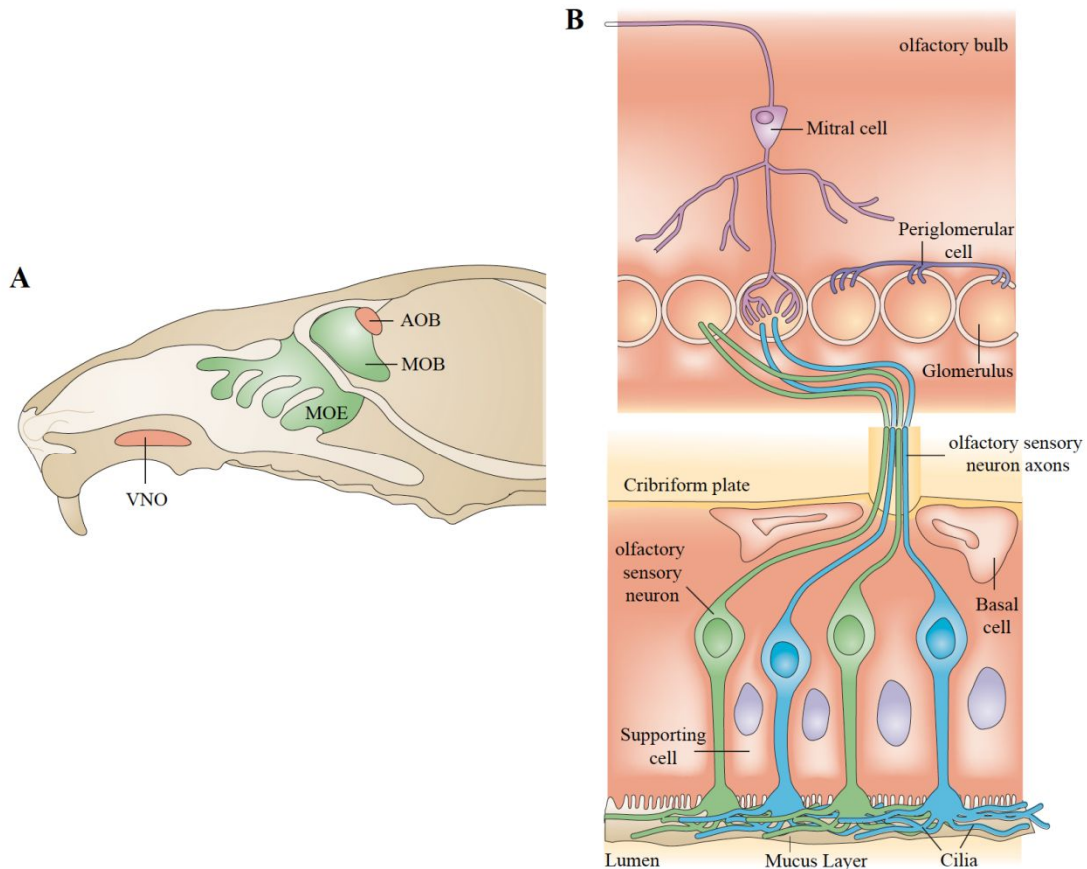 A
AOB
MOB
MOE
VNO
B
olfactory bulb
Mitral cell
Periglomerular
cell
Glomerulus
olfactory sensory
neuron axons
Cribriform plate
olfactory
sensory
neuron
Basal
cell
Supporting
cell
Lumen
Mucus Layer
Cilia